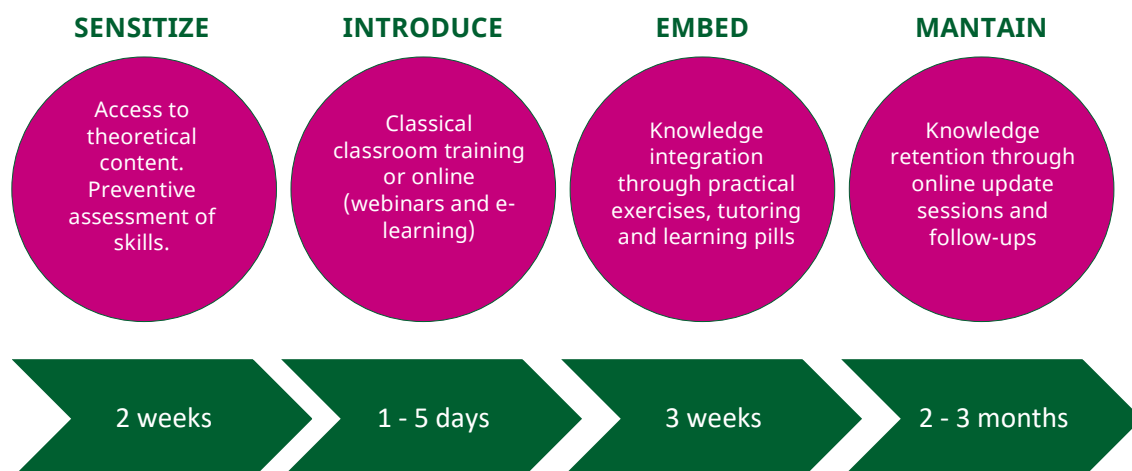 SENSITIZE
Access to
theoretical
content.
Preventive
assessment of
skills.
2 weeks
INTRODUCE
Classical
classroom training
or online
(webinars and e-
learning)
1 - 5 days
EMBED
Knowledge
integration
through practical
exercises, tutoring
and learning pills
3 weeks
MANTAIN
Knowledge
retention through
online update
sessions and
follow-ups
2 - 3 months